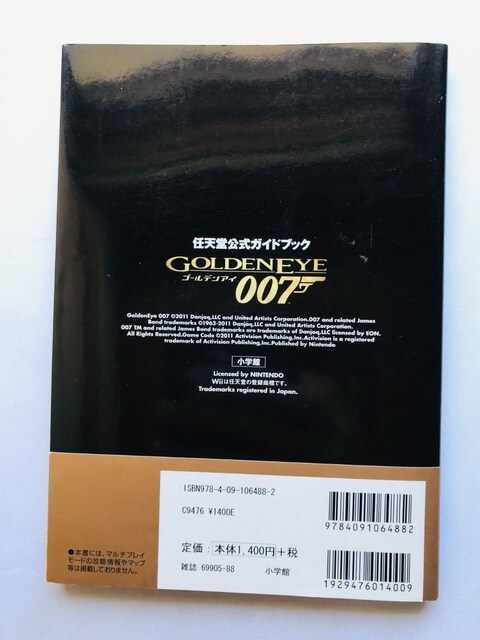 任天堂公式ガイドブック
GOLDENEYE
ゴールデンアイ
007
GoldenEye 007 ©2011 Danjaq,LLC and United Artists Corporation.007 and related James
Bond trademarks ©1962-2011 Danjaq,LLC and United Artists Corporation.
007 TM and related James Bond trademarks are trademarks of Danjaq,LLC licensed by EON.
All Rights Reserved.Game Code ©2011 Activision Publishing,Inc.Activision is a registered
trademark of Activision Publishing,Inc.Published by Nintendo
小学館
Licensed by NINTENDO
Wiiは任天堂の登録商標です。
Trademarks registered in Japan.
●本書には、マルチプレイ
モードの攻略情報やマップ
等は掲載しておりません。
ISBN978-4-09-106488-2
C9476 ¥1400E
定価:本体1,400円+税
雑誌 69905-88 小学館
9784091064882
1929476014009